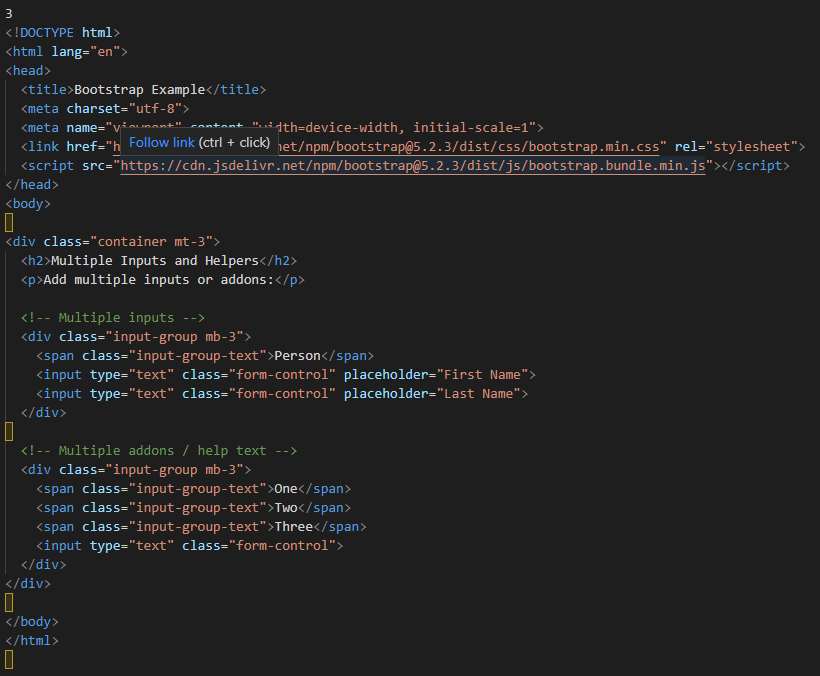 3
<!DOCTYPE html>
<html lang="en">
<head>
  <title>Bootstrap Example</title>
  <meta charset="utf-8">
  <meta name="viewport" content="width=device-width, initial-scale=1">
Follow link (ctrl + click)
  <link href="h net/npm/bootstrap@5.2.3/dist/css/bootstrap.min.css" rel="stylesheet">
  <script src="https://cdn.jsdelivr.net/npm/bootstrap@5.2.3/dist/js/bootstrap.bundle.min.js"></script>
</head>
<body>
<div class="container mt-3">
  <h2>Multiple Inputs and Helpers</h2>
  <p>Add multiple inputs or addons:</p>
  <!-- Multiple inputs -->
  <div class="input-group mb-3">
    <span class="input-group-text">Person</span>
    <input type="text" class="form-control" placeholder="First Name">
    <input type="text" class="form-control" placeholder="Last Name">
  </div>
  <!-- Multiple addons / help text -->
  <div class="input-group mb-3">
    <span class="input-group-text">One</span>
    <span class="input-group-text">Two</span>
    <span class="input-group-text">Three</span>
    <input type="text" class="form-control">
  </div>
</div>
</body>
</html>